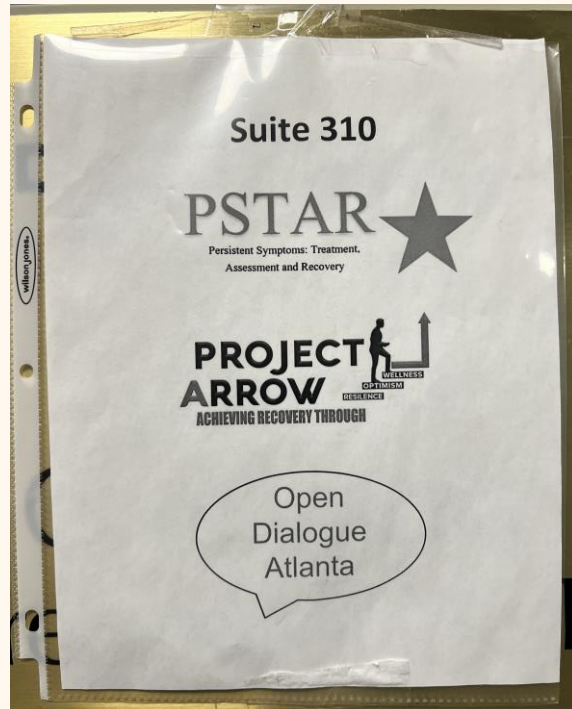 Suite 310
PSTAR
Persistent Symptoms: Treatment,
Assessment and Recovery
PROJECT
ARROW
WELLNESS
OPTIMISM
RESILENCE
ACHIEVING RECOVERY THROUGH
Open
Dialogue
Atlanta
wilson jones®